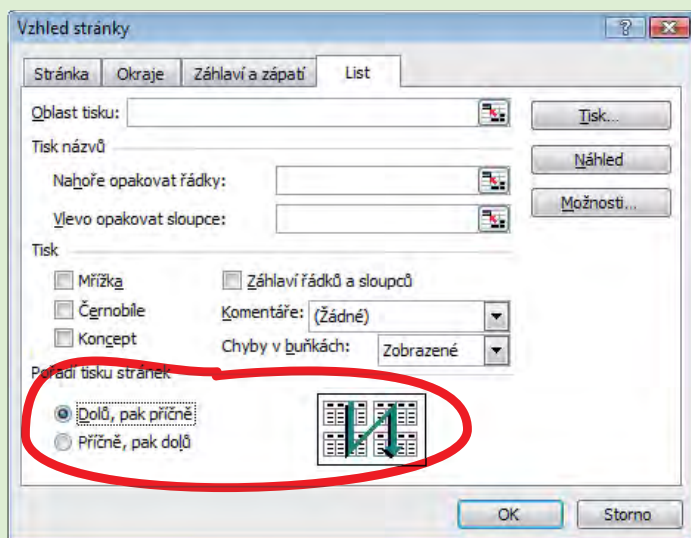 Vzhled stránky
Stránka Okraje Záhlaví a zápatí List
Oblast tisku: Tisk...
Tisk názvů Náhled
Nahoře opakovat řádky: Možnosti...
Vlevo opakovat sloupce:
Tisk
Mřížka Záhlaví řádků a sloupců
Černobíle Komentáře: (Žádné)
Koncept Chyby v buňkách: Zobrazené
Pořadí tisku stránek
Dolů, pak příčně
Příčně, pak dolů
OK Storno